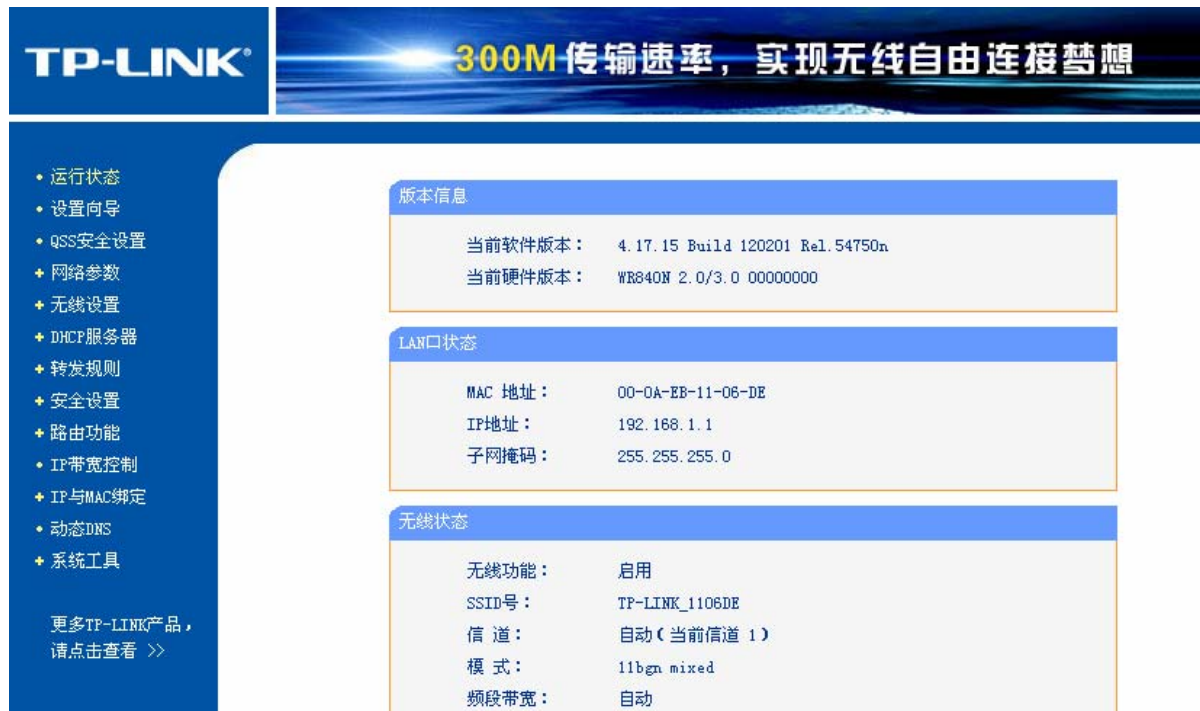 TP-LINK®
300M 传输速率，实现无线自由连接梦想
运行状态
设置向导
QSS安全设置
网络参数
无线设置
DHCP服务器
转发规则
安全设置
路由功能
IP带宽控制
IP与MAC绑定
动态DNS
系统工具
更多TP-LINK产品，
请点击查看 >>
版本信息
当前软件版本： 4.17.15 Build 120201 Rel.54750n
当前硬件版本： WR840N 2.0/3.0 00000000
LAN口状态
MAC 地址： 00-0A-EB-11-06-DE
IP地址： 192.168.1.1
子网掩码： 255.255.255.0
无线状态
无线功能： 启用
SSID号： TP-LINK_1106DE
信 道： 自动(当前信道 1)
模 式： 11bgn mixed
频段带宽： 自动